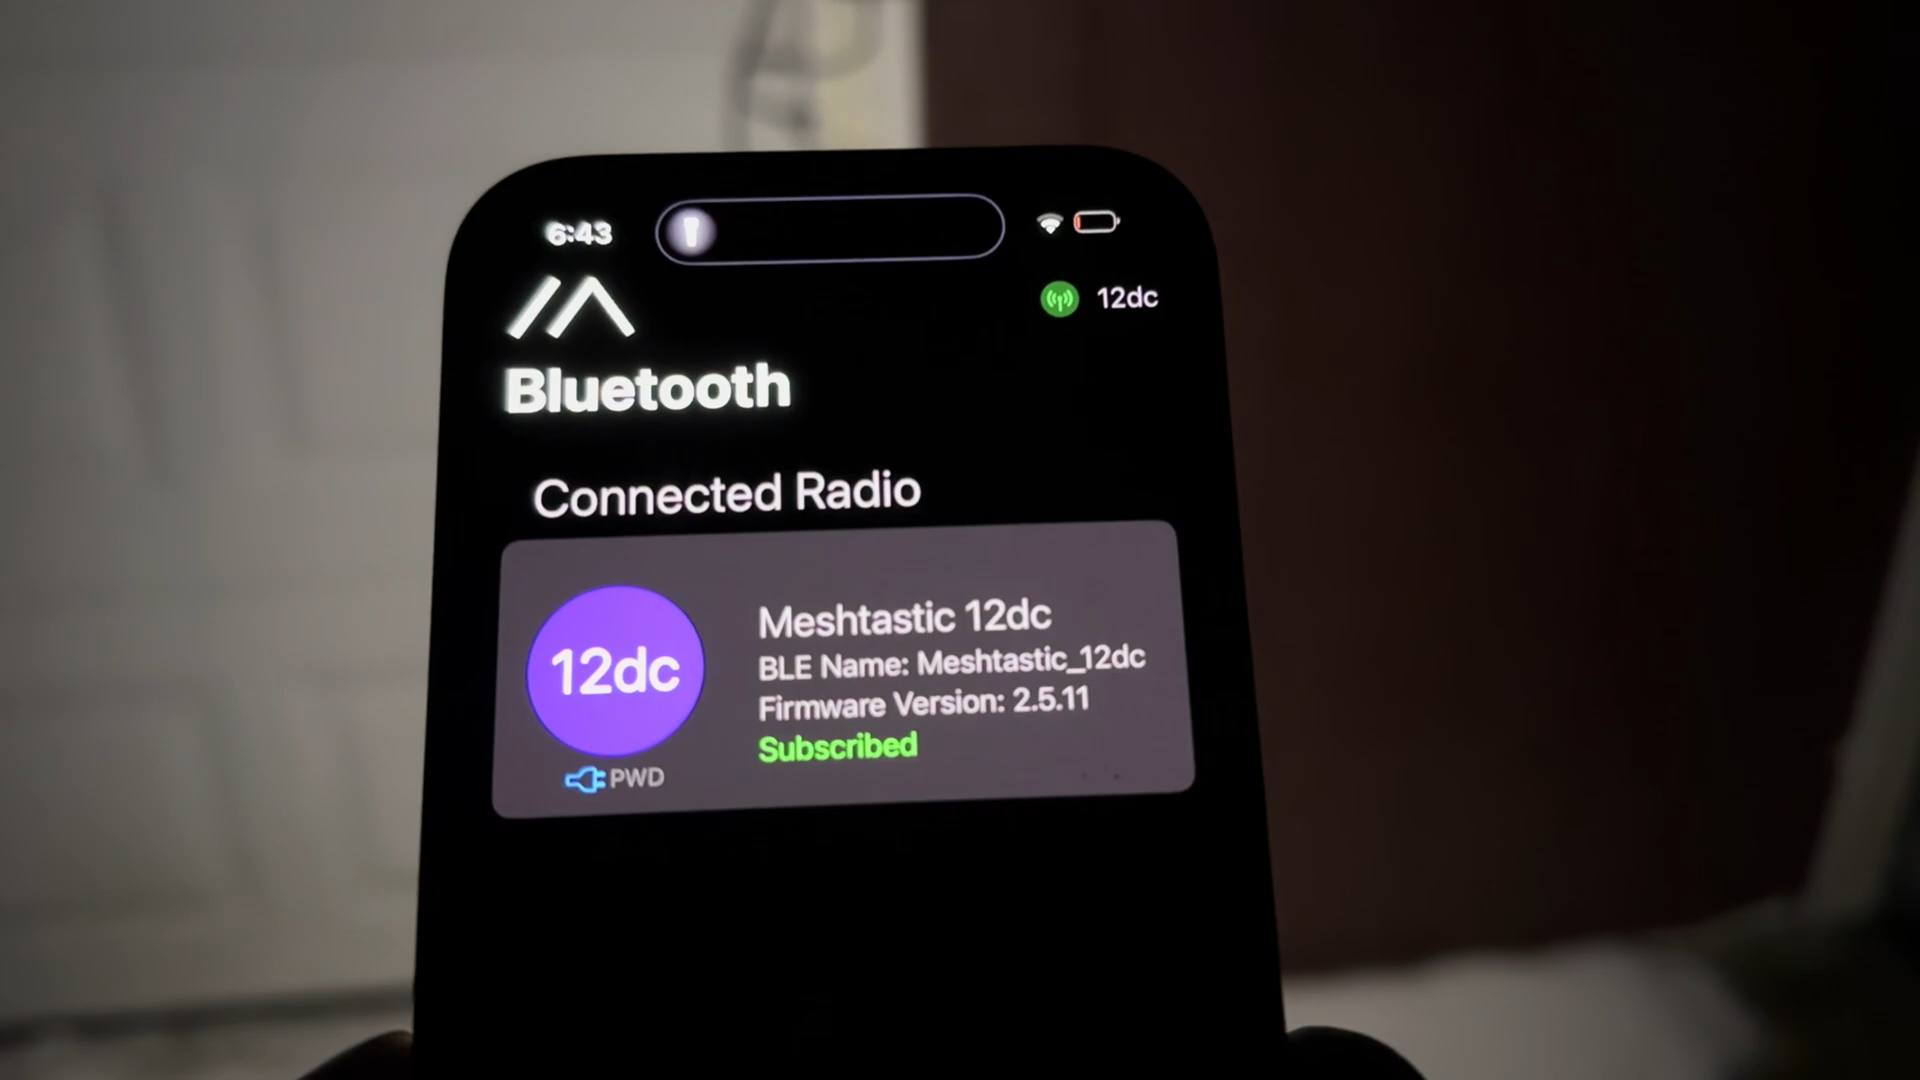 6:43
12dc
Bluetooth
Connected Radio
12dc
PWD
Meshtastic 12dc
BLE Name: Meshtastic_12dc
Firmware Version: 2.5.11
Subscribed